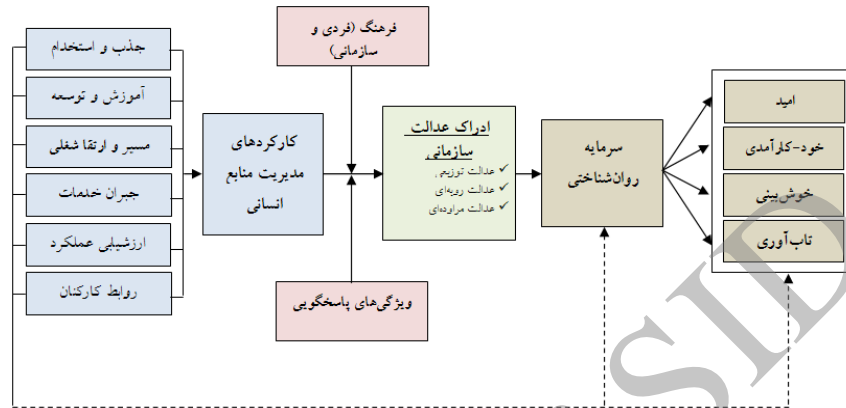 جذب و استخدام
آموزش و توسعه
مسیر و ارتقا شغلی
جبران خدمات
ارزشیابی عملکرد
روابط کارکنان
کارکردهای
مدیریت منابع
انسانی
فرهنگ (فردی و
سازمانی)
ویژگی‌های پاسخگویی
ادراک عدالت
سازمانی
✓ عدالت توزیعی
✓ عدالت رویه‌ای
✓ عدالت مراوده‌ای
سرمایه
روان‌شناختی
امید
خود-کارآمدی
خوش‌بینی
تاب‌آوری
SID